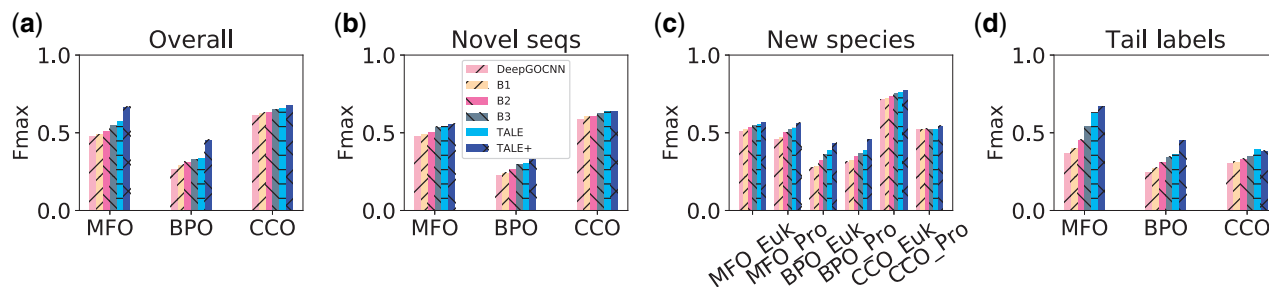 (a)
Overall
1.0
0.5
0.0
Fmax
MFO BPO CCO
(b)
Novel seqs
1.0
0.5
0.0
Fmax
DeepGOCNN
B1
B2
B3
TALE
TALE+
MFO BPO CCO
(c)
New species
1.0
0.5
0.0
Fmax
MFO_Euk
MFO_Pro
BPO_Euk
BPO_Pro
CCO_Euk
CCO_Pro
(d)
Tail labels
1.0
0.5
0.0
Fmax
MFO BPO CCO